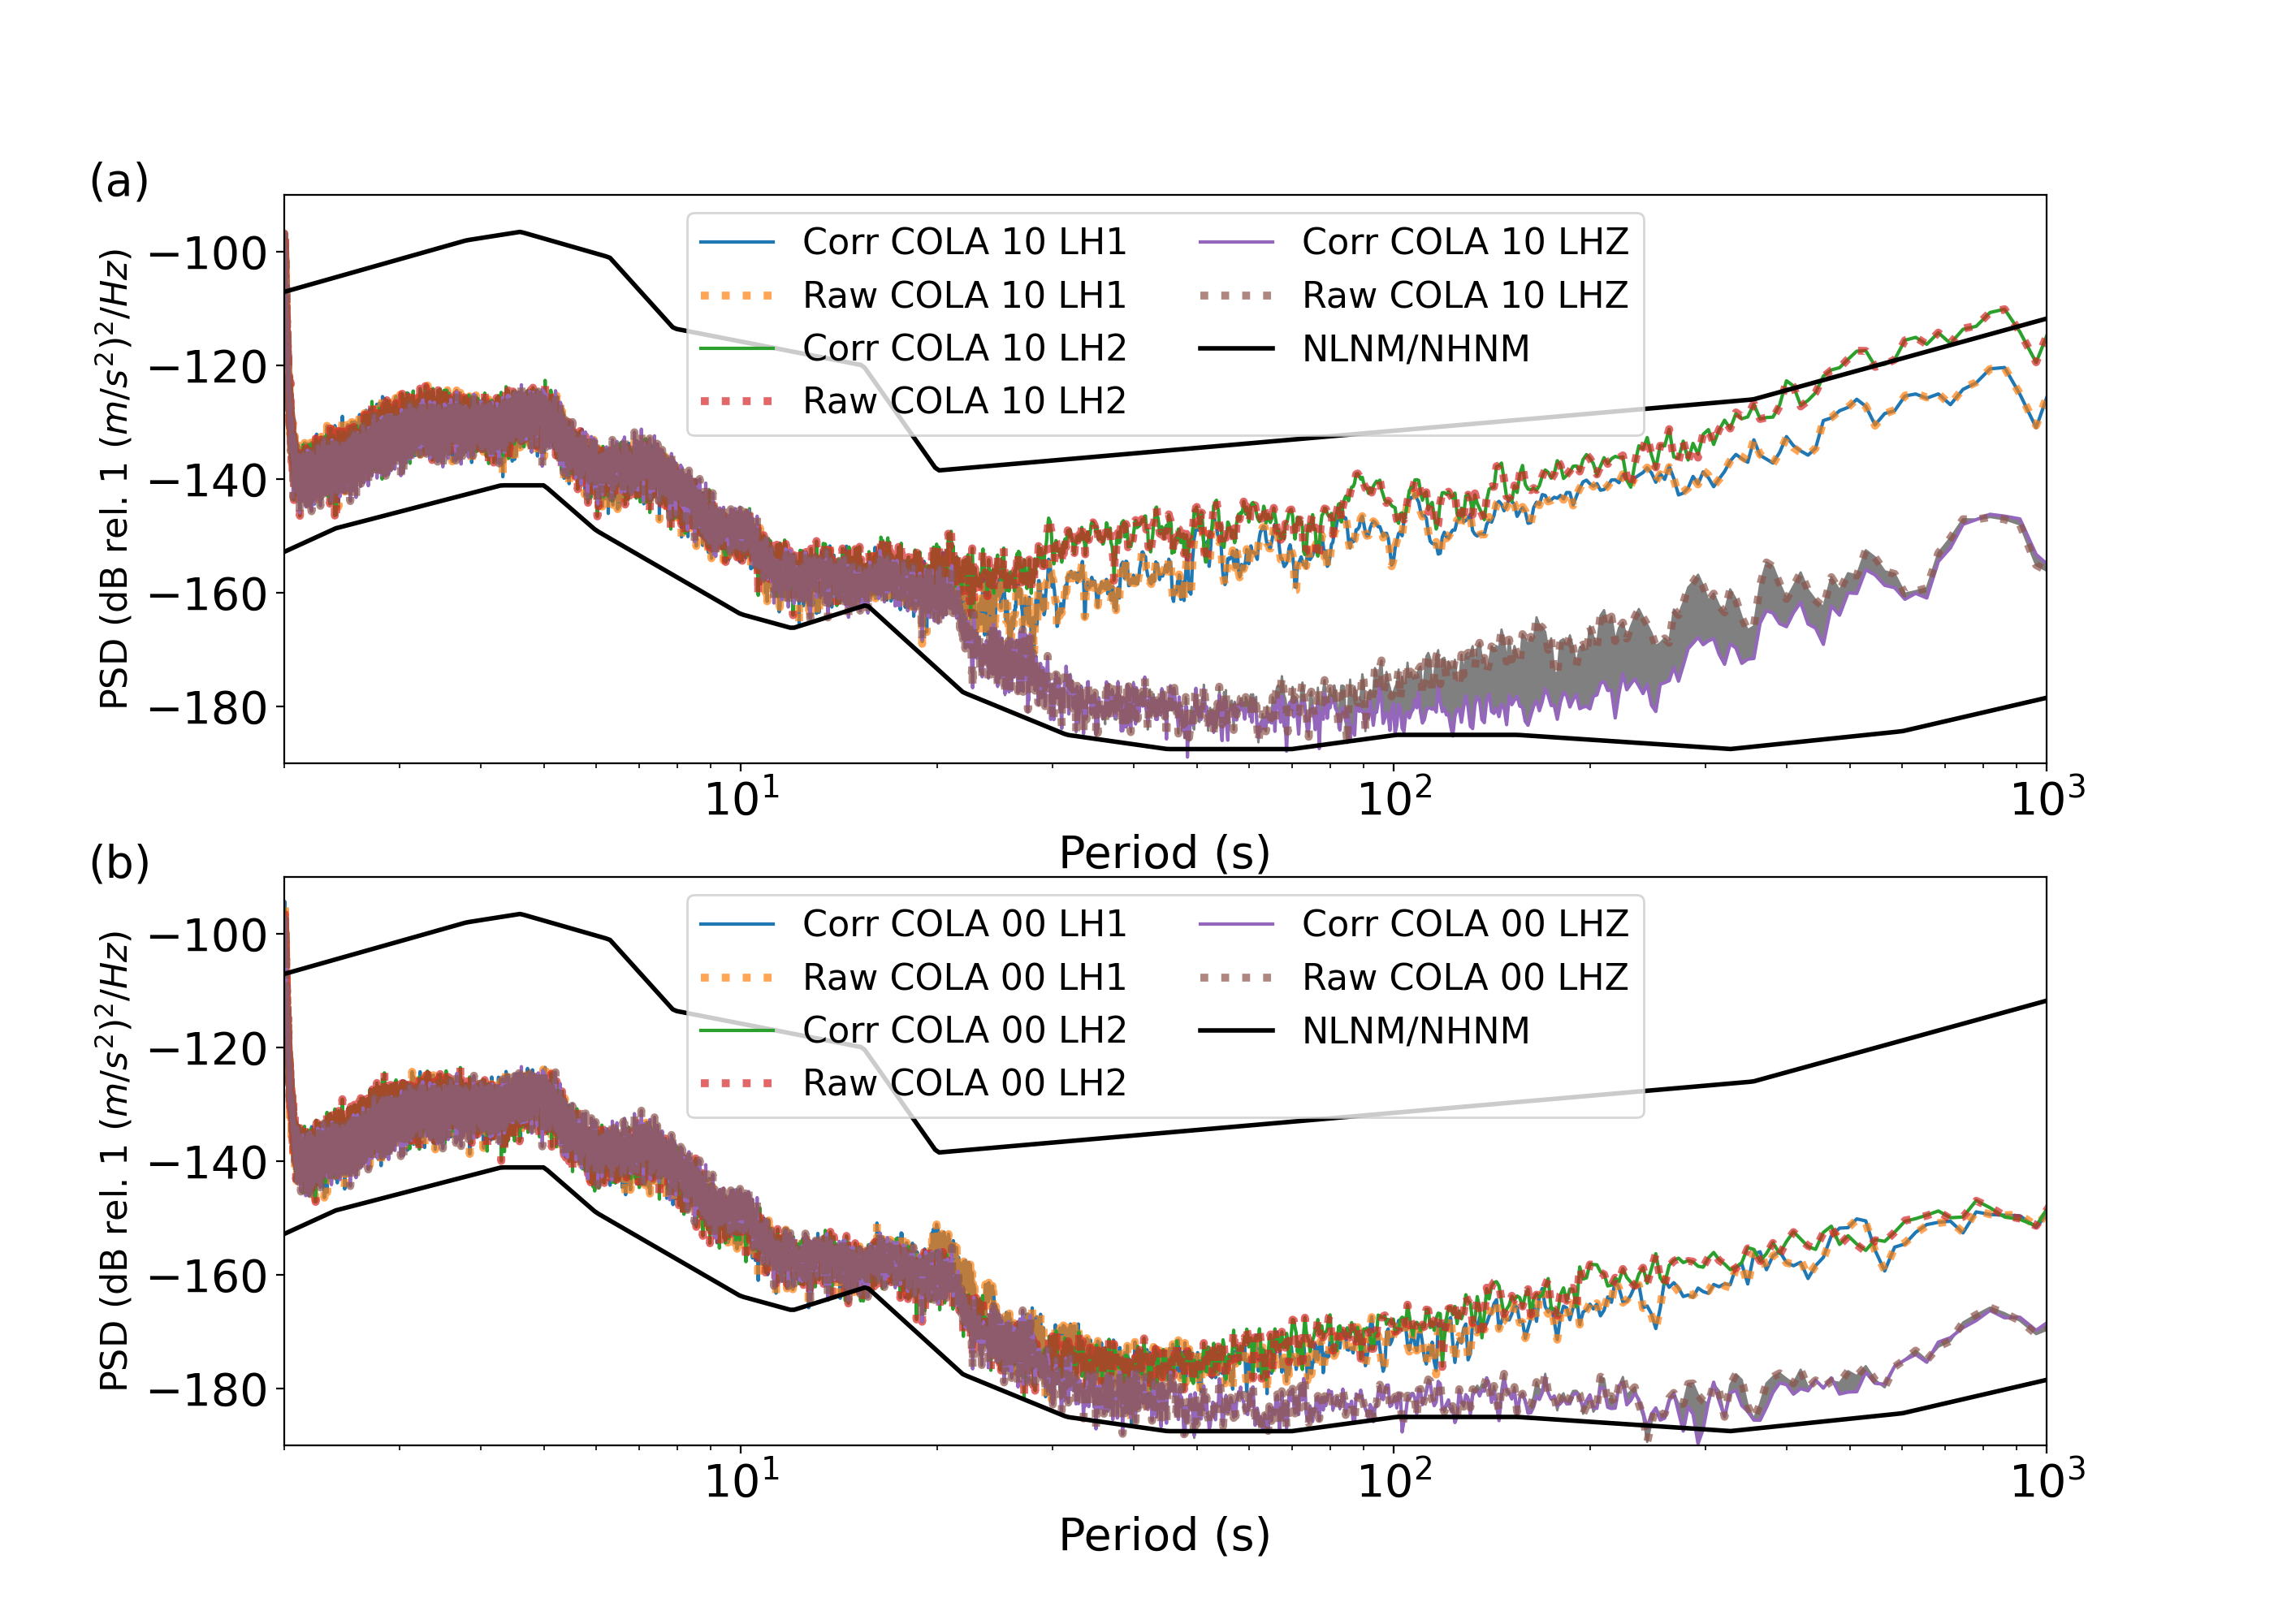 (a)
PSD (dB rel. 1 (m/s²)²/Hz)
−100
−120
−140
−160
−180
Corr COLA 10 LH1
Raw COLA 10 LH1
Corr COLA 10 LH2
Raw COLA 10 LH2
Corr COLA 10 LHZ
Raw COLA 10 LHZ
NLNM/NHNM
10¹
10²
10³
Period (s)
(b)
PSD (dB rel. 1 (m/s²)²/Hz)
−100
−120
−140
−160
−180
Corr COLA 00 LH1
Raw COLA 00 LH1
Corr COLA 00 LH2
Raw COLA 00 LH2
Corr COLA 00 LHZ
Raw COLA 00 LHZ
NLNM/NHNM
10¹
10²
10³
Period (s)